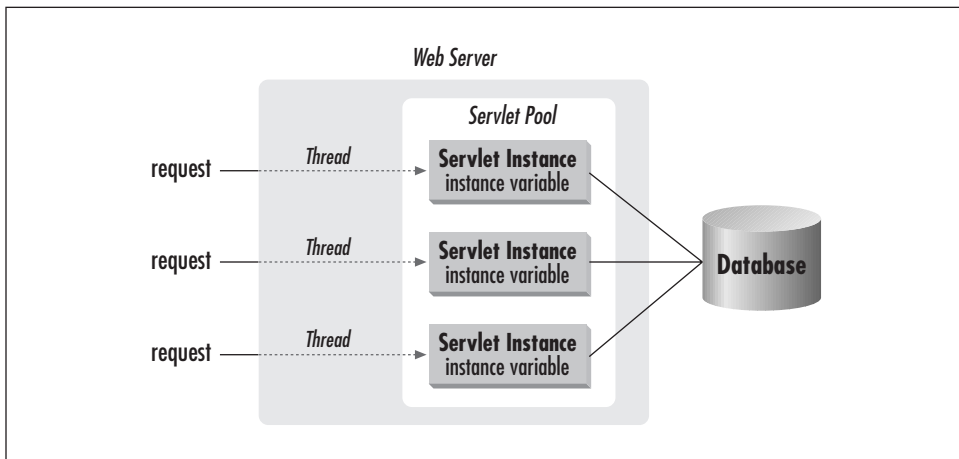 Web Server
Servlet Pool
request
Thread
Servlet Instance
instance variable
request
Thread
Servlet Instance
instance variable
Database
request
Thread
Servlet Instance
instance variable